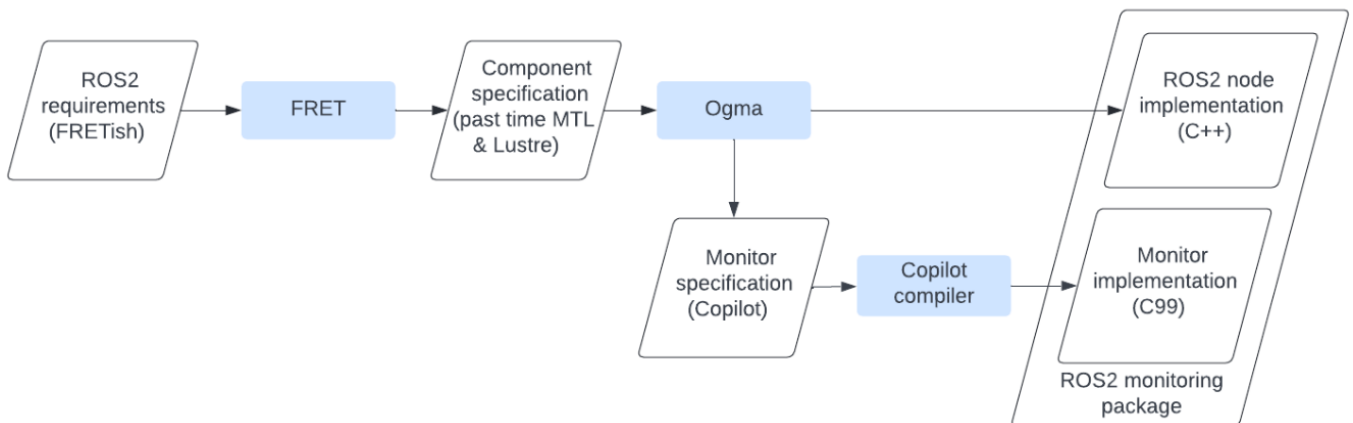 ROS2
requirements
(FRETish)
FRET
Component
specification
(past time MTL
& Lustre)
Ogma
ROS2 node
implementation
(C++)
Monitor
specification
(Copilot)
Copilot
compiler
Monitor
implementation
(C99)
ROS2 monitoring
package